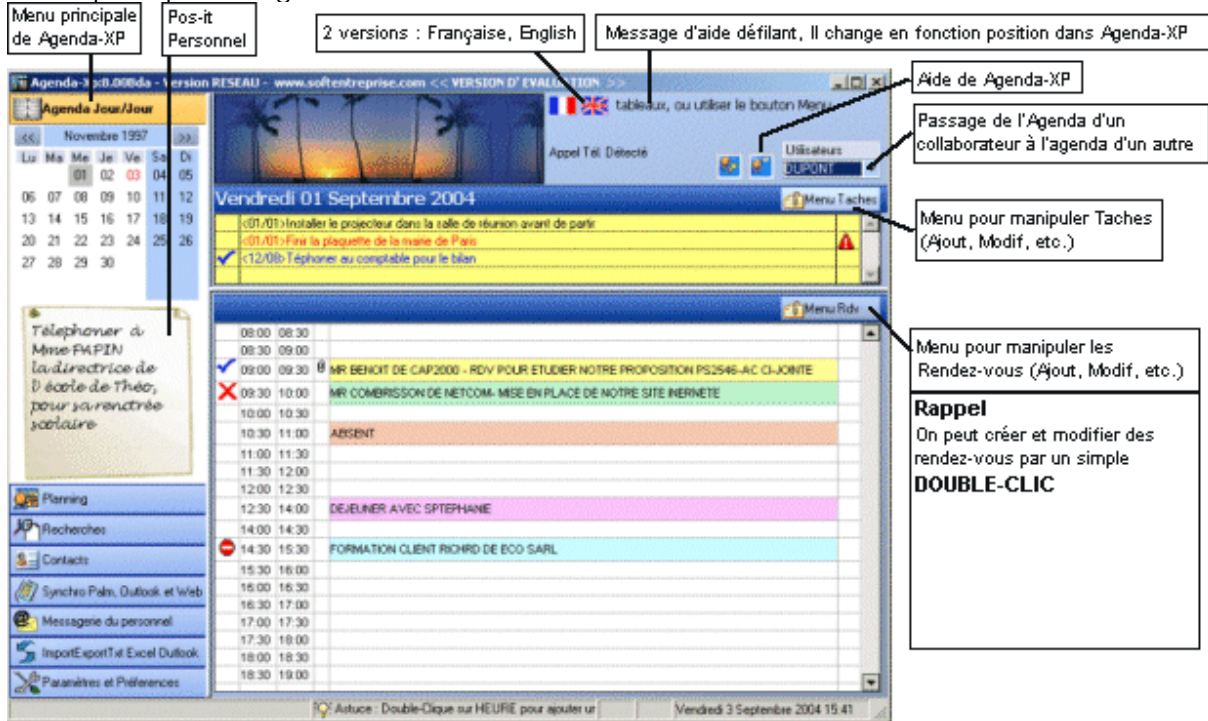 Menu principale
de Agenda-XP
Pos-it
Personnel
2 versions : Française, English
Message d'aide défilant, Il change en fonction position dans Agenda-XP
Aide de Agenda-XP
Passage de l'Agenda d'un
collaborateur à l'agenda d'un autre
Menu pour manipuler Taches
(Ajout, Modif, etc.)
Menu pour manipuler les
Rendez-vous (Ajout, Modif, etc.)
Rappel
On peut créer et modifier des
rendez-vous par un simple
DOUBLE-CLIC
Version RESEAU - www.softentreprise.com << VERSION D'EVALUATION >>
Agenda Jour/Jour
<< Novembre 1997 >>
Lu Ma Me Je Ve Sa Di
01 02 03 04 05
06 07 08 09 10 11 12
13 14 15 16 17 18 19
20 21 22 23 24 25 26
27 28 29 30
Télephoner à
Mme PAPIN
la directrice de
l'école de Théo,
pour sa renctrée
scolaire
Planning
Recherches
Contacts
Synchro Palm, Outlook et Web
Messagerie du personnel
ImportExportTxt Excel Outlook
Paramètres et Préférences
tableaux, ou utiliser le bouton Menu
Appel Tél. Détecté
Utilisateurs
DUPONT
Vendredi 01 Septembre 2004
Menu Taches
<01/01>Installer le projecteur dans la salle de réunion avant de partir
<01/01>Finir la plaquette de la mairie de Paris
<12/08>Téphoner au comptable pour le bilan
Menu Rdv
08:00 08:30
08:30 09:00
09:00 09:30 MR BENOIT DE CAP2000 - RDV POUR ETUDIER NOTRE PROPOSITION PS2546-AC CI-JOINTE
09:30 10:00 MR COMBRISSON DE NETCOM- MISE EN PLACE DE NOTRE SITE INERNETE
10:00 10:30
10:30 11:00 ABSENT
11:00 11:30
11:30 12:00
12:00 12:30
12:30 14:00 DEJEUNER AVEC SPTEPHANIE
14:00 14:30
14:30 15:30 FORMATION CLIENT RICHRD DE ECO SARL
15:30 16:00
16:00 16:30
16:30 17:00
17:00 17:30
17:30 18:00
18:00 18:30
18:30 19:00
Astuce : Double-Clique sur HEURE pour ajouter ur
Vendredi 3 Septembre 2004 15:41